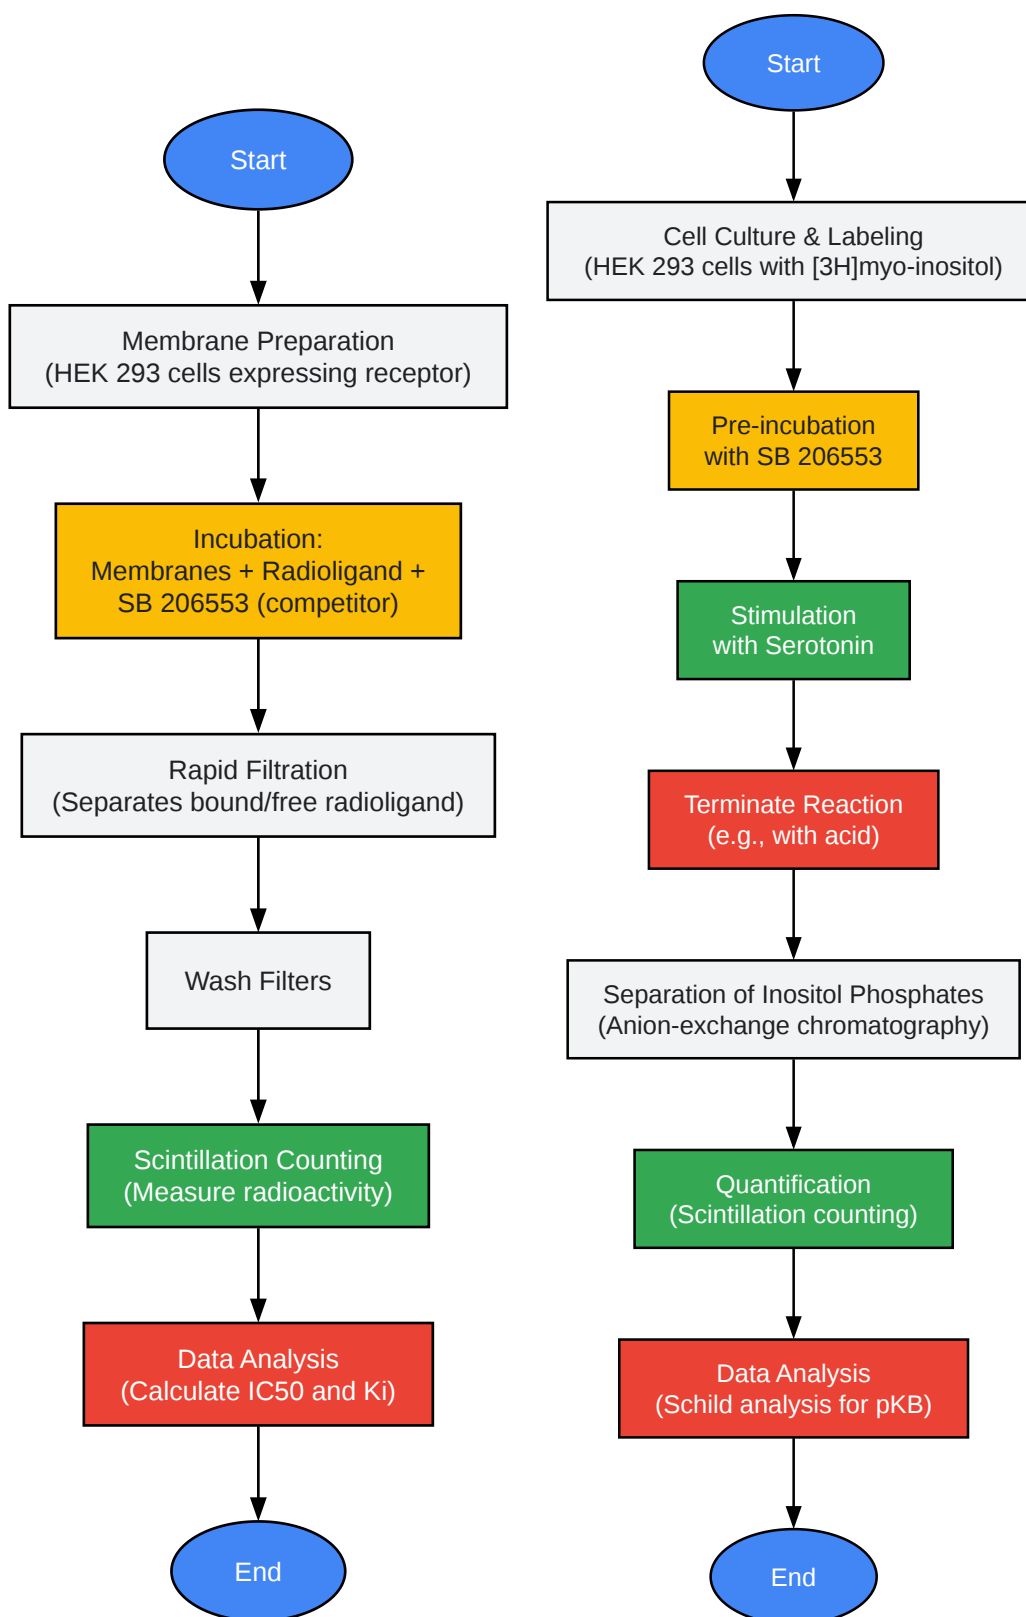 Start
Membrane Preparation
(HEK 293 cells expressing receptor)
Incubation:
Membranes + Radioligand +
SB 206553 (competitor)
Rapid Filtration
(Separates bound/free radioligand)
Wash Filters
Scintillation Counting
(Measure radioactivity)
Data Analysis
(Calculate IC50 and Ki)
End
Start
Cell Culture & Labeling
(HEK 293 cells with [3H]myo-inositol)
Pre-incubation
with SB 206553
Stimulation
with Serotonin
Terminate Reaction
(e.g., with acid)
Separation of Inositol Phosphates
(Anion-exchange chromatography)
Quantification
(Scintillation counting)
Data Analysis
(Schild analysis for pKB)
End